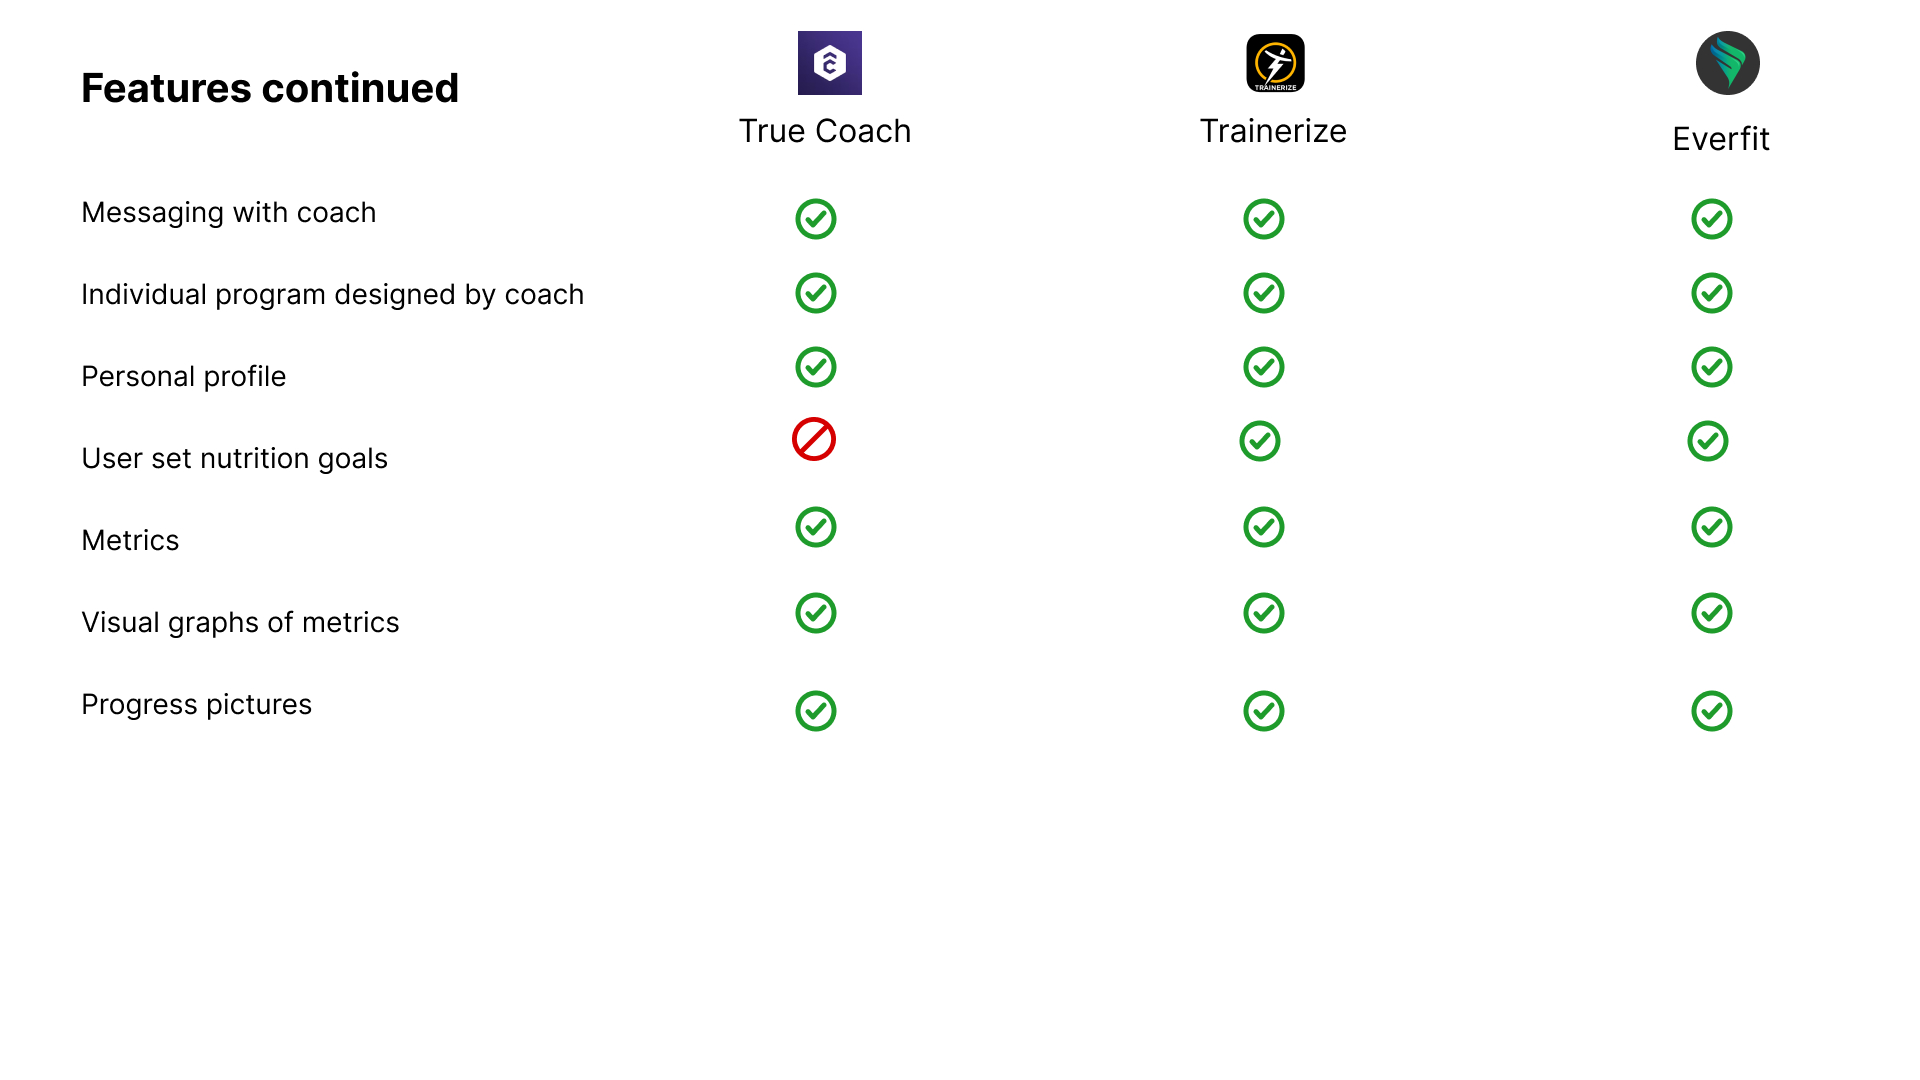 Features continued
TRAINERIZE
True Coach
Trainerize
Everfit
Messaging with coach
Individual program designed by coach
Personal profile
User set nutrition goals
Metrics
Visual graphs of metrics
Progress pictures